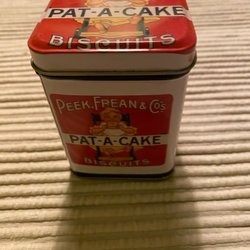 PAT-A-CAKE
BISCUITS
PEEK, FREAN & CO'S
PAT-A-CAKE
BISCUITS